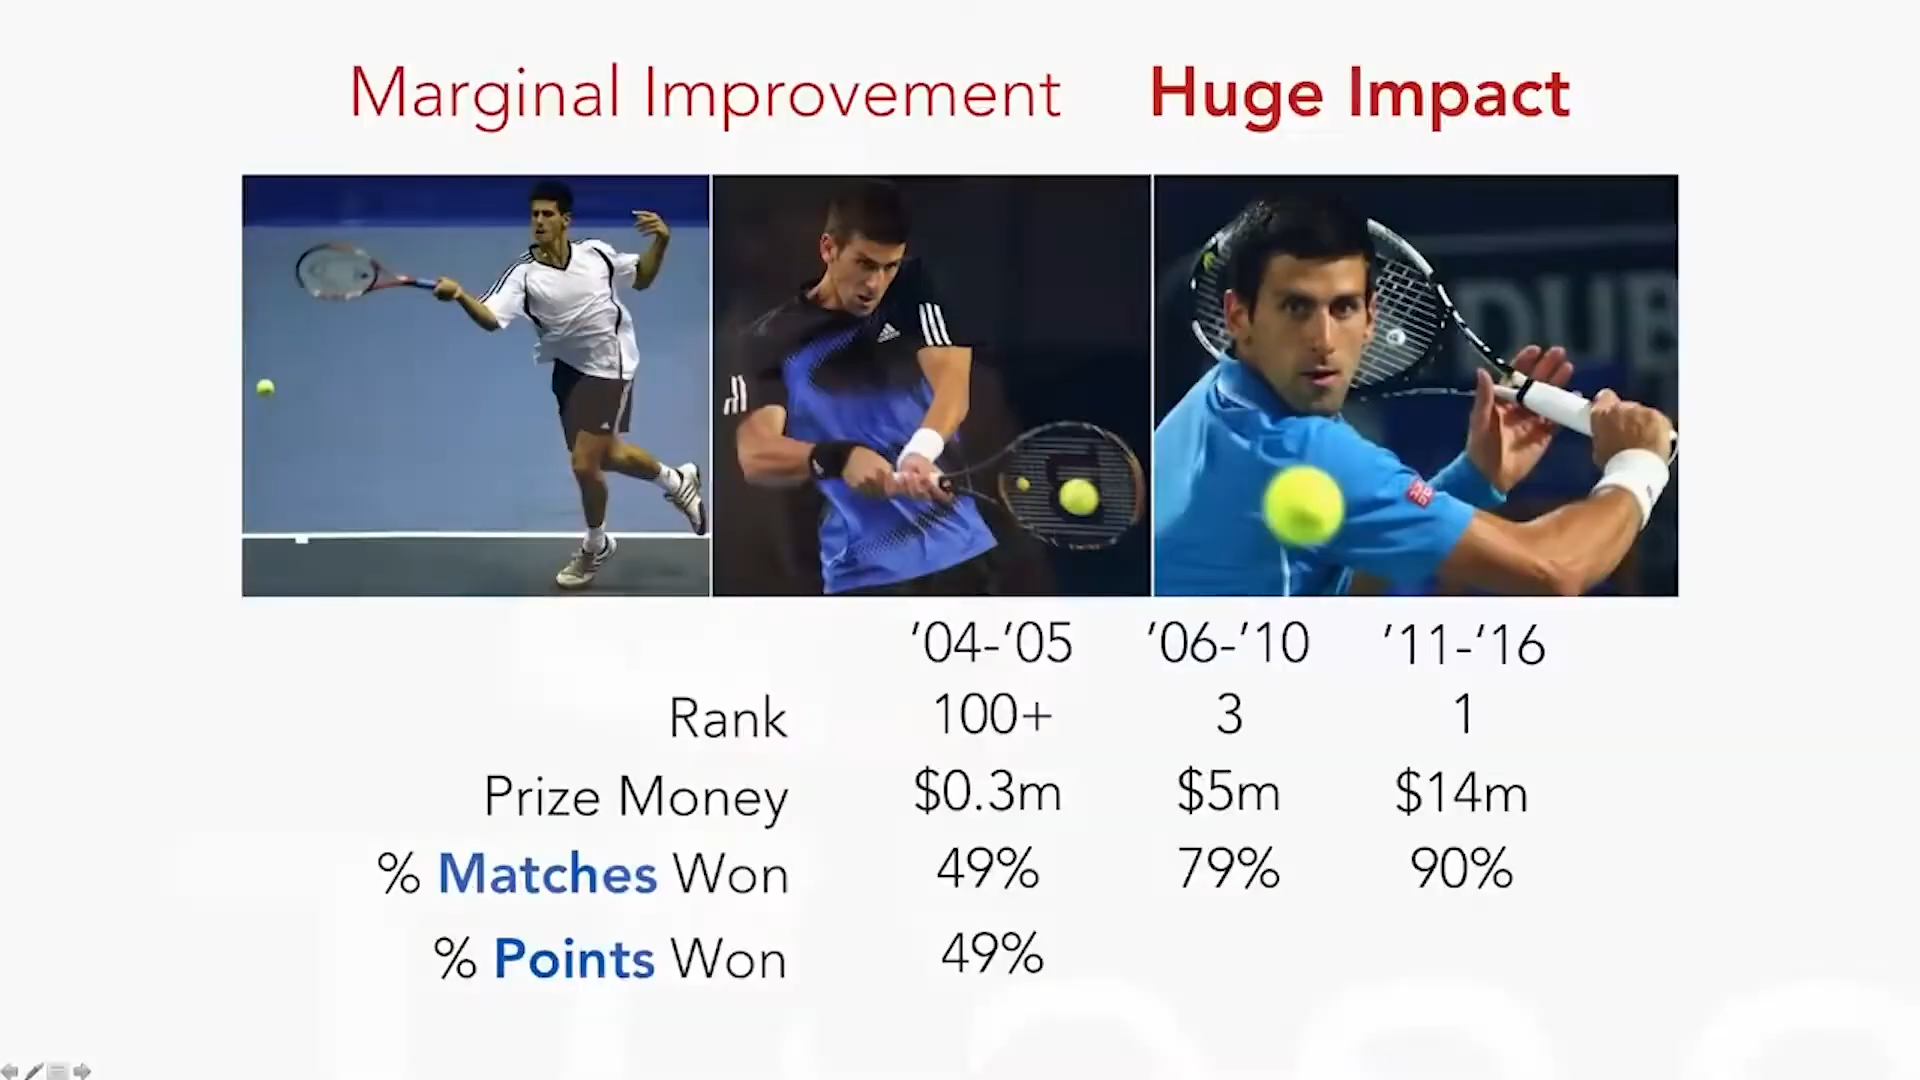 Marginal Improvement Huge Impact
DUB
'04-'05 '06-'10 '11-'16
Rank 100+ 3 1
Prize Money $0.3m $5m $14m
% Matches Won 49% 79% 90%
% Points Won 49%